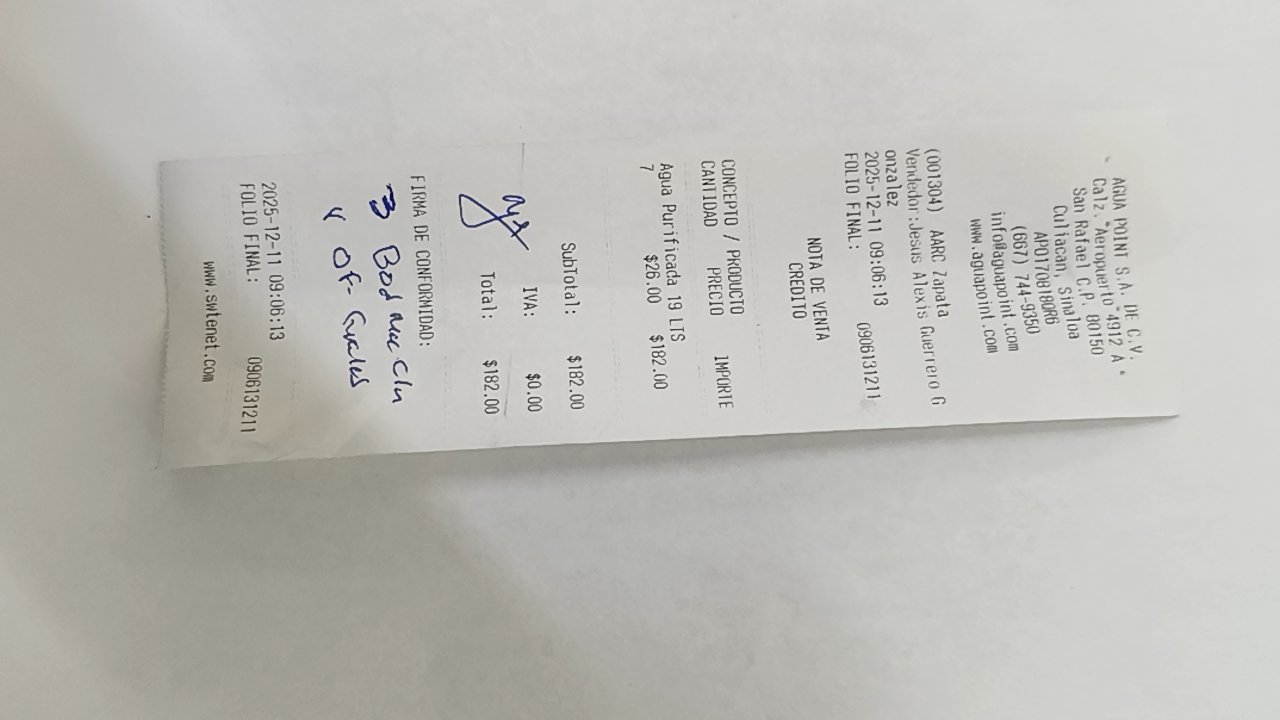 AGUA POINT S.A. DE C.V.
Calz."Aeropuerto"4912 A
San Rafael C.P. 80150
Culiacan, Sinaloa
APO170818QR6
(667) 744-9350
info@aguapoint.com
www.aguapoint.com
(001304) AARC Zapata
Vendedor:Jesus Alexis Guerrero G
onzalez
2025-12-11 09:06:13
FOLIO FINAL: 0906131211
NOTA DE VENTA
CREDITO
CONCEPTO / PRODUCTO
CANTIDAD PRECIO IMPORTE
Agua Purificada 19 LTS
7 $26.00 $182.00
SubTotal: $182.00
IVA: $0.00
Total: $182.00
FIRMA DE CONFORMIDAD:
3
4 OF-
2025-12-11 09:06:13
FOLIO FINAL: 0906131211
www.swtenet.com